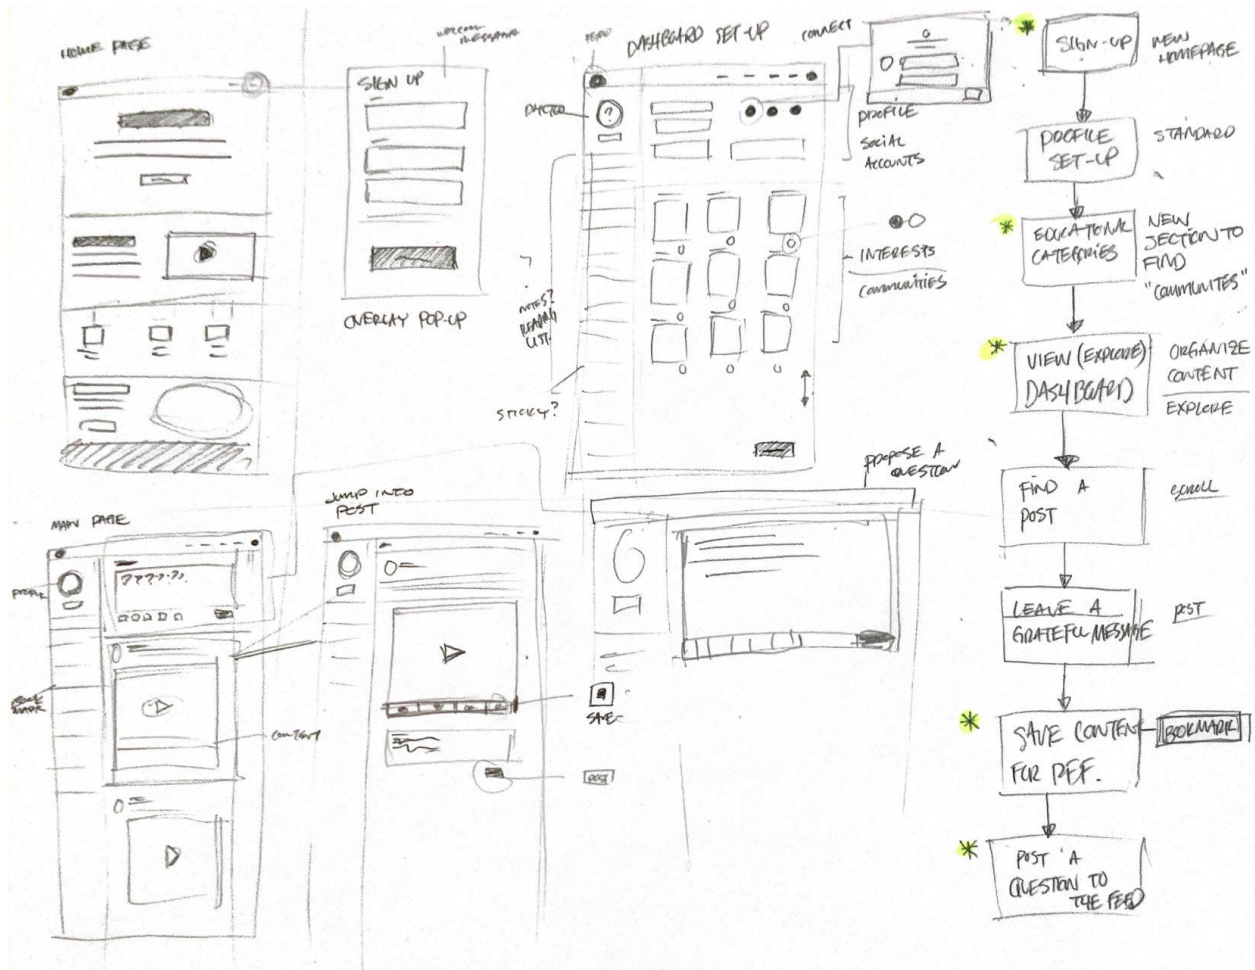 HOME PAGE
WELCOME
MESSAGING
SIGN UP
OVERLAY POP-UP
DASHBOARD SET-UP
CONNECT
?
PROFILE
SOCIAL
ACCOUNTS
INTERESTS
COMMUNITIES
?
NOTES?
READING
LIST.
STICKY?
MAIN PAGE
????.??.
CONTENT
JUMP INTO
POST
SAVE
POST
PROPOSE A
QUESTION
SIGN-UP
NEW
HOMEPAGE
PROFILE
SET-UP
STANDARD
EDUCATIONAL
CATEGORIES
NEW
SECTION TO
FIND
"COMMUNITES"
VIEW (EXPLORE)
DASHBOARD
ORGANIZE
CONTENT
EXPLORE
FIND A
POST
SCROLL
LEAVE A
GRATEFUL MESSAGE
POST
SAVE CONTENT
FOR REF.
BOOKMARK
POST A
QUESTION TO
THE FEED